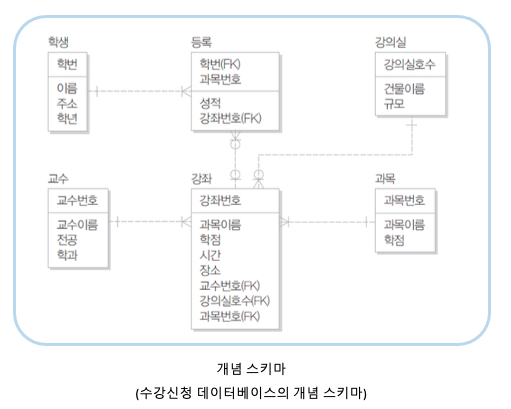 학생
학번
이름
주소
학년
등록
학번(FK)
과목번호
성적
강좌번호(FK)
강의실
강의실호수
건물이름
규모
교수
교수번호
교수이름
전공
학과
강좌
강좌번호
과목이름
학점
시간
장소
교수번호(FK)
강의실호수(FK)
과목번호(FK)
과목
과목번호
과목이름
학점
개념 스키마
(수강신청 데이터베이스의 개념 스키마)